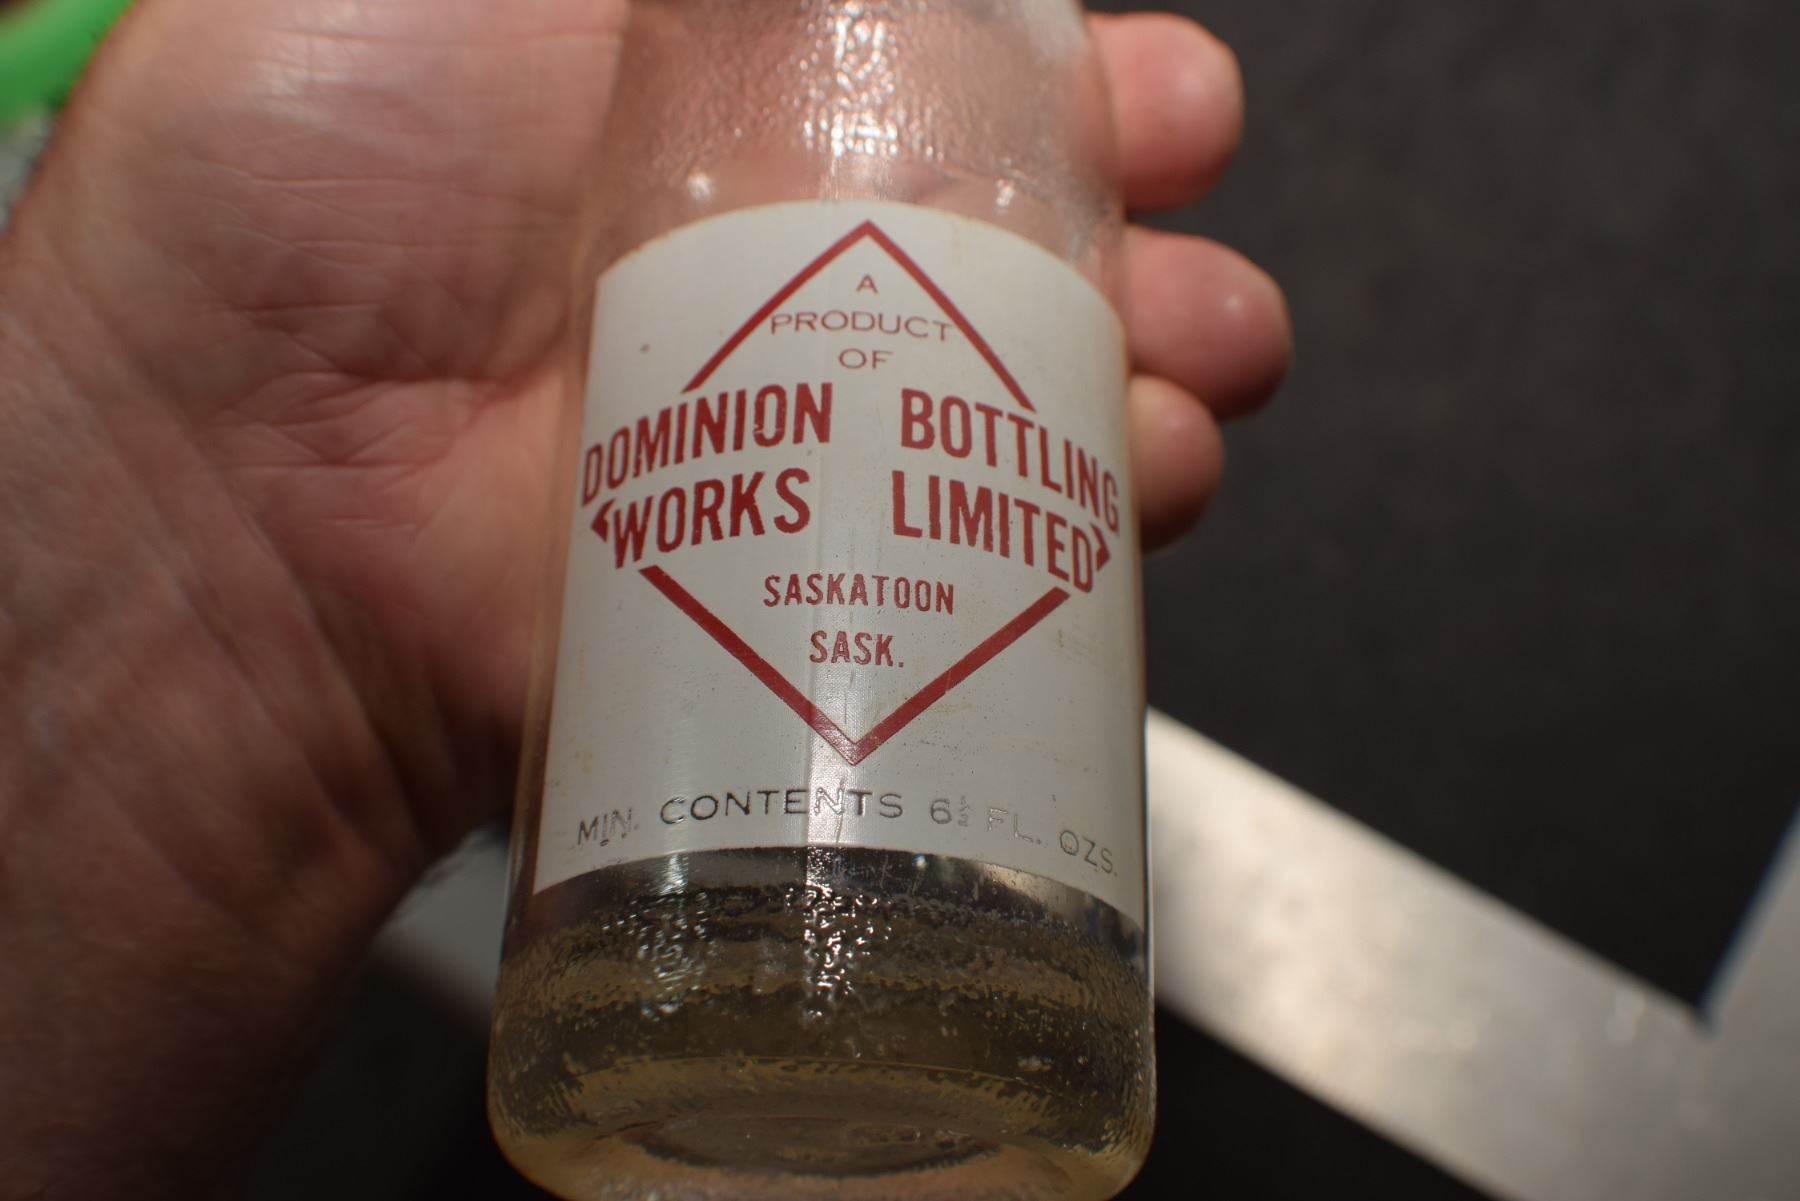 A
PRODUCT
OF
DOMINION BOTTLING
WORKS LIMITED
SASKATOON
SASK.
MIN. CONTENTS 6½ FL. OZS.